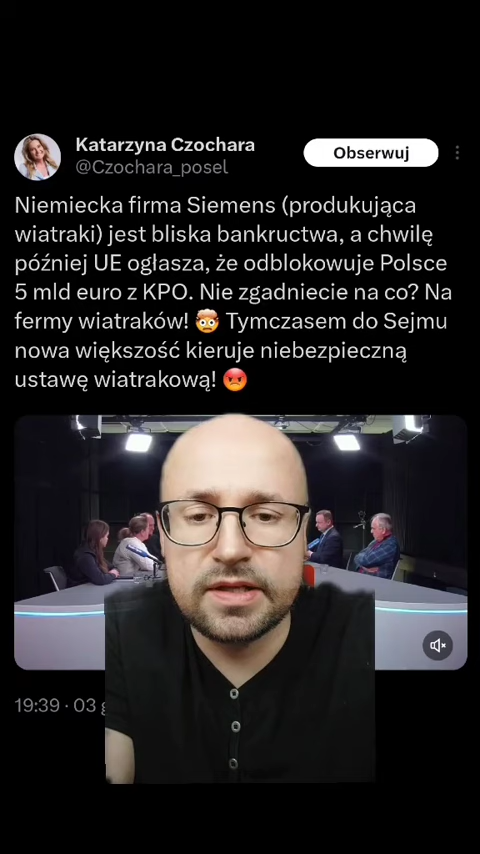 Katarzyna Czochara
@Czochara_posel
Obserwuj
Niemiecka firma Siemens (produkująca
wiatraki) jest bliska bankructwa, a chwilę
później UE ogłasza, że odblokowuje Polsce
5 mld euro z KPO. Nie zgadniecie na co? Na
fermy wiatraków! 🤯 Tymczasem do Sejmu
nowa większość kieruje niebezpieczną
ustawę wiatrakową! 😡
19:39 · 03